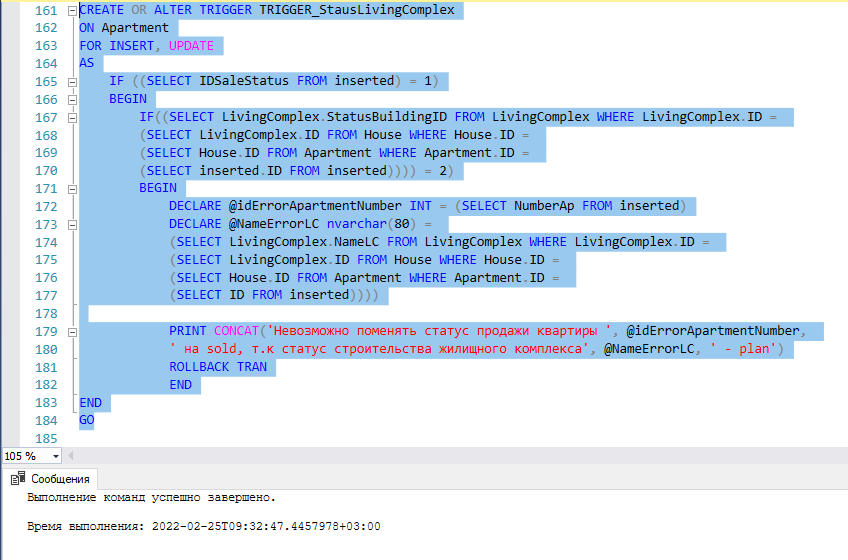 161 CREATE OR ALTER TRIGGER TRIGGER_StausLivingComplex
162 ON Apartment
163 FOR INSERT, UPDATE
164 AS
165 IF ((SELECT IDSaleStatus FROM inserted) = 1)
166 BEGIN
167 IF((SELECT LivingComplex.StatusBuildingID FROM LivingComplex WHERE LivingComplex.ID =
168 (SELECT LivingComplex.ID FROM House WHERE House.ID =
169 (SELECT House.ID FROM Apartment WHERE Apartment.ID =
170 (SELECT inserted.ID FROM inserted)))) = 2)
171 BEGIN
172 DECLARE @idErrorApartmentNumber INT = (SELECT NumberAp FROM inserted)
173 DECLARE @NameErrorLC nvarchar(80) =
174 (SELECT LivingComplex.NameLC FROM LivingComplex WHERE LivingComplex.ID =
175 (SELECT LivingComplex.ID FROM House WHERE House.ID =
176 (SELECT House.ID FROM Apartment WHERE Apartment.ID =
177 (SELECT ID FROM inserted))))
178
179 PRINT CONCAT('Невозможно поменять статус продажи квартиры ', @idErrorApartmentNumber,
180 ' на sold, т.к статус строительства жилищного комплекса', @NameErrorLC, ' - plan')
181 ROLLBACK TRAN
182 END
183 END
184 GO
185
105 %
Сообщения
Выполнение команд успешно завершено.
Время выполнения: 2022-02-25T09:32:47.4457978+03:00